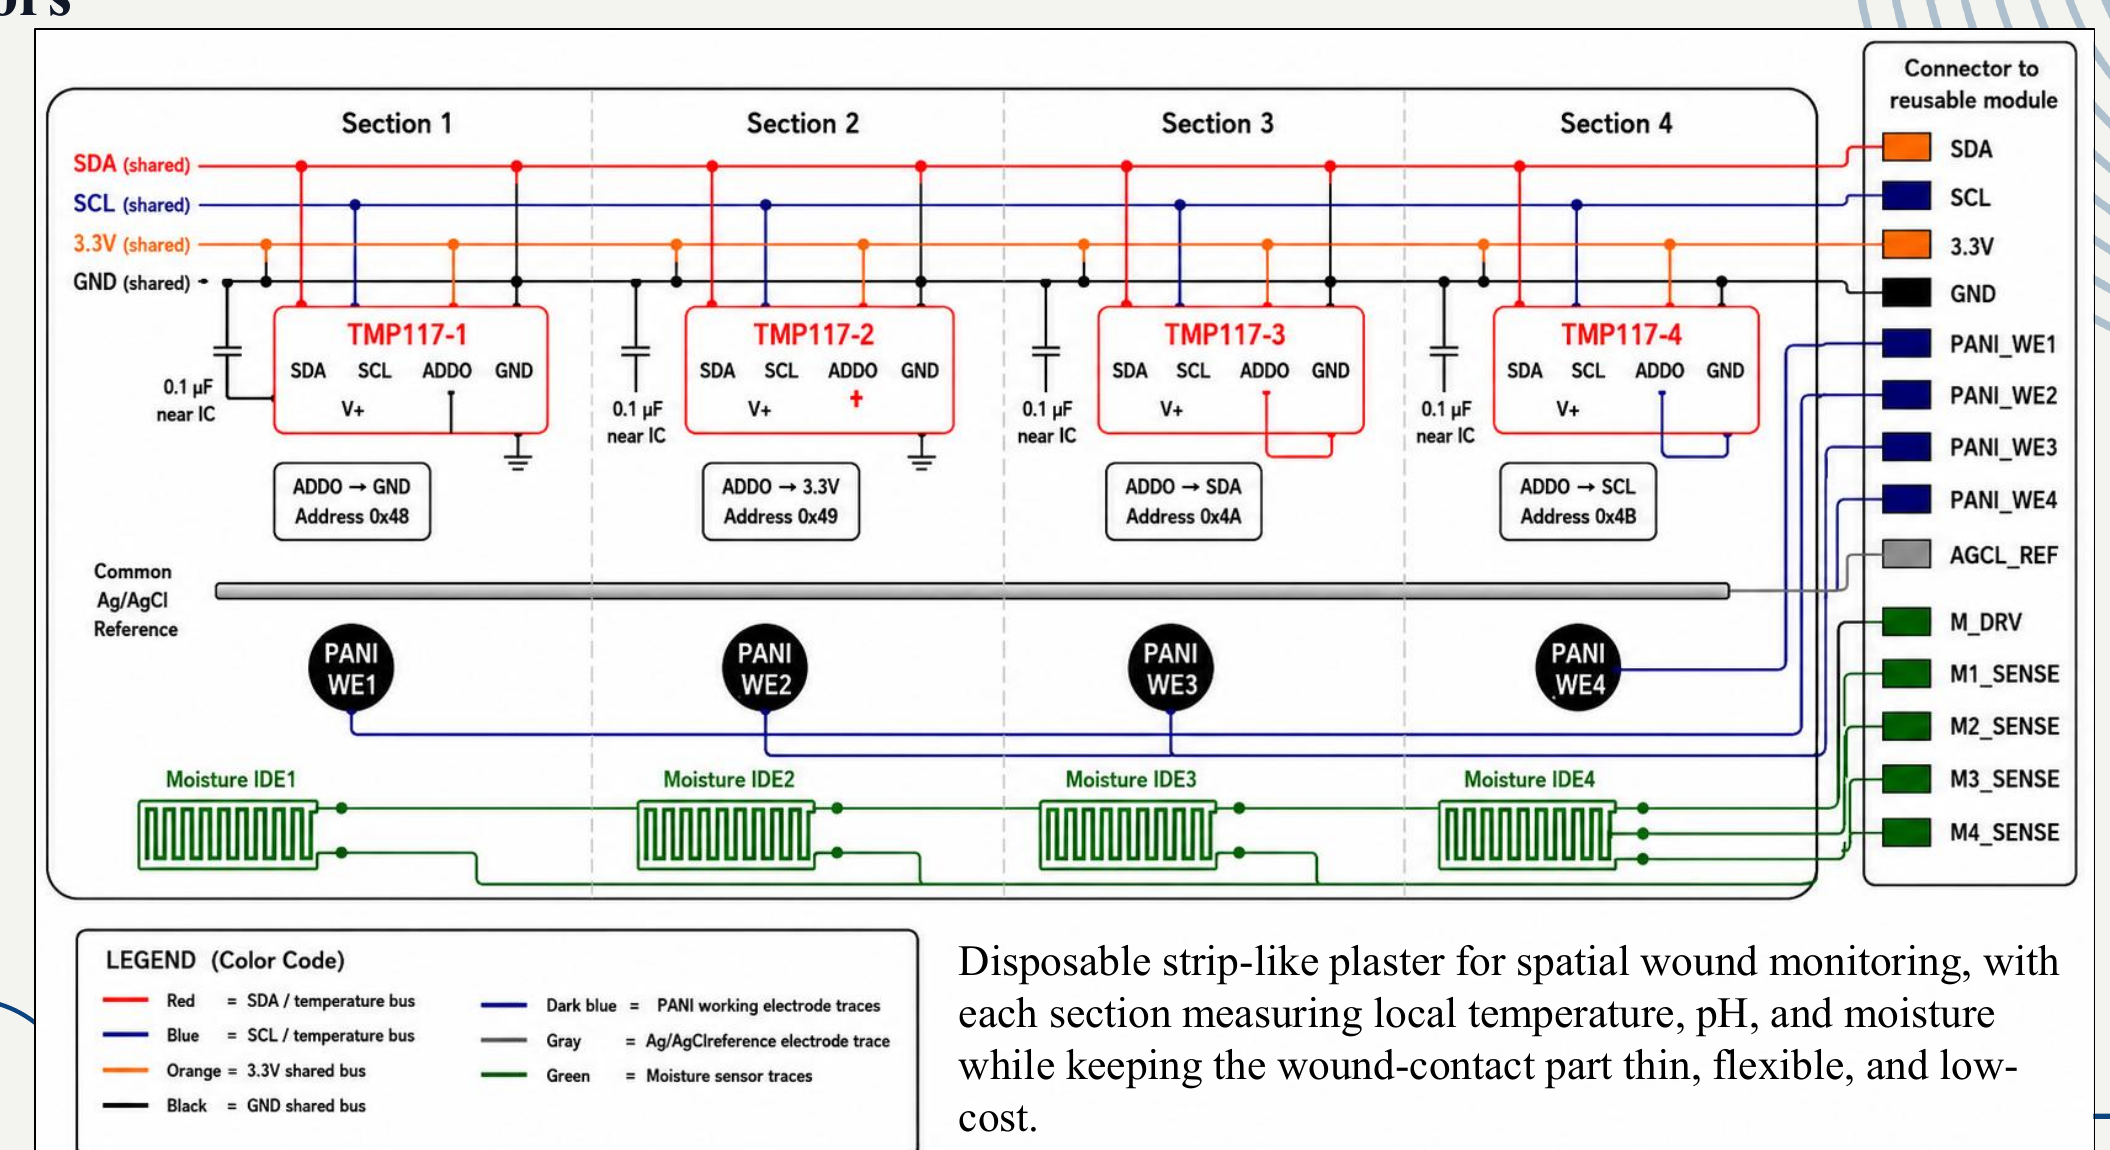 Section 1
Section 2
Section 3
Section 4
Connector to
reusable module
SDA (shared)
SCL (shared)
3.3V (shared)
GND (shared)
SDA
SCL
3.3V
GND
PANI_WE1
PANI_WE2
PANI_WE3
PANI_WE4
AGCL_REF
M_DRV
M1_SENSE
M2_SENSE
M3_SENSE
M4_SENSE
TMP117-1
SDA SCL ADDO GND
V+
0.1 µF
near IC
ADDO → GND
Address 0x48
TMP117-2
SDA SCL ADDO GND
V+
0.1 µF
near IC
ADDO → 3.3V
Address 0x49
TMP117-3
SDA SCL ADDO GND
V+
0.1 µF
near IC
ADDO → SDA
Address 0x4A
TMP117-4
SDA SCL ADDO GND
V+
0.1 µF
near IC
ADDO → SCL
Address 0x4B
Common
Ag/AgCl
Reference
PANI
WE1
PANI
WE2
PANI
WE3
PANI
WE4
Moisture IDE1
Moisture IDE2
Moisture IDE3
Moisture IDE4
LEGEND (Color Code)
Red = SDA / temperature bus
Blue = SCL / temperature bus
Orange = 3.3V shared bus
Black = GND shared bus
Dark blue = PANI working electrode traces
Gray = Ag/AgClreference electrode trace
Green = Moisture sensor traces
Disposable strip-like plaster for spatial wound monitoring, with
each section measuring local temperature, pH, and moisture
while keeping the wound-contact part thin, flexible, and low-
cost.